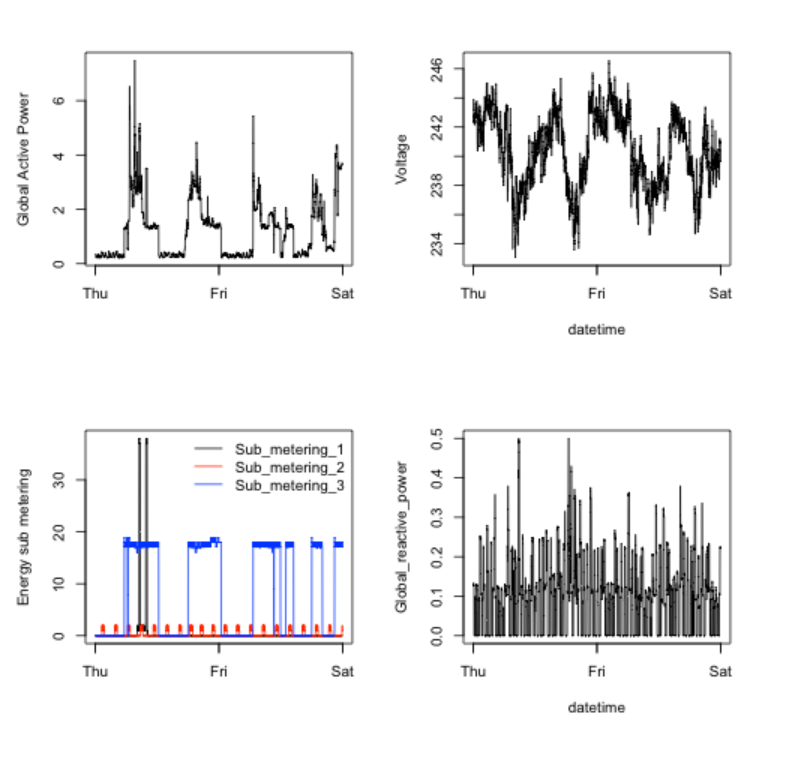 Global Active Power
6
4
2
0
Thu Fri Sat
Voltage
246
242
238
234
Thu Fri Sat
datetime
Energy sub metering
30
20
10
0
Sub_metering_1
Sub_metering_2
Sub_metering_3
Thu Fri Sat
Global_reactive_power
0.5
0.4
0.3
0.2
0.1
0.0
Thu Fri Sat
datetime